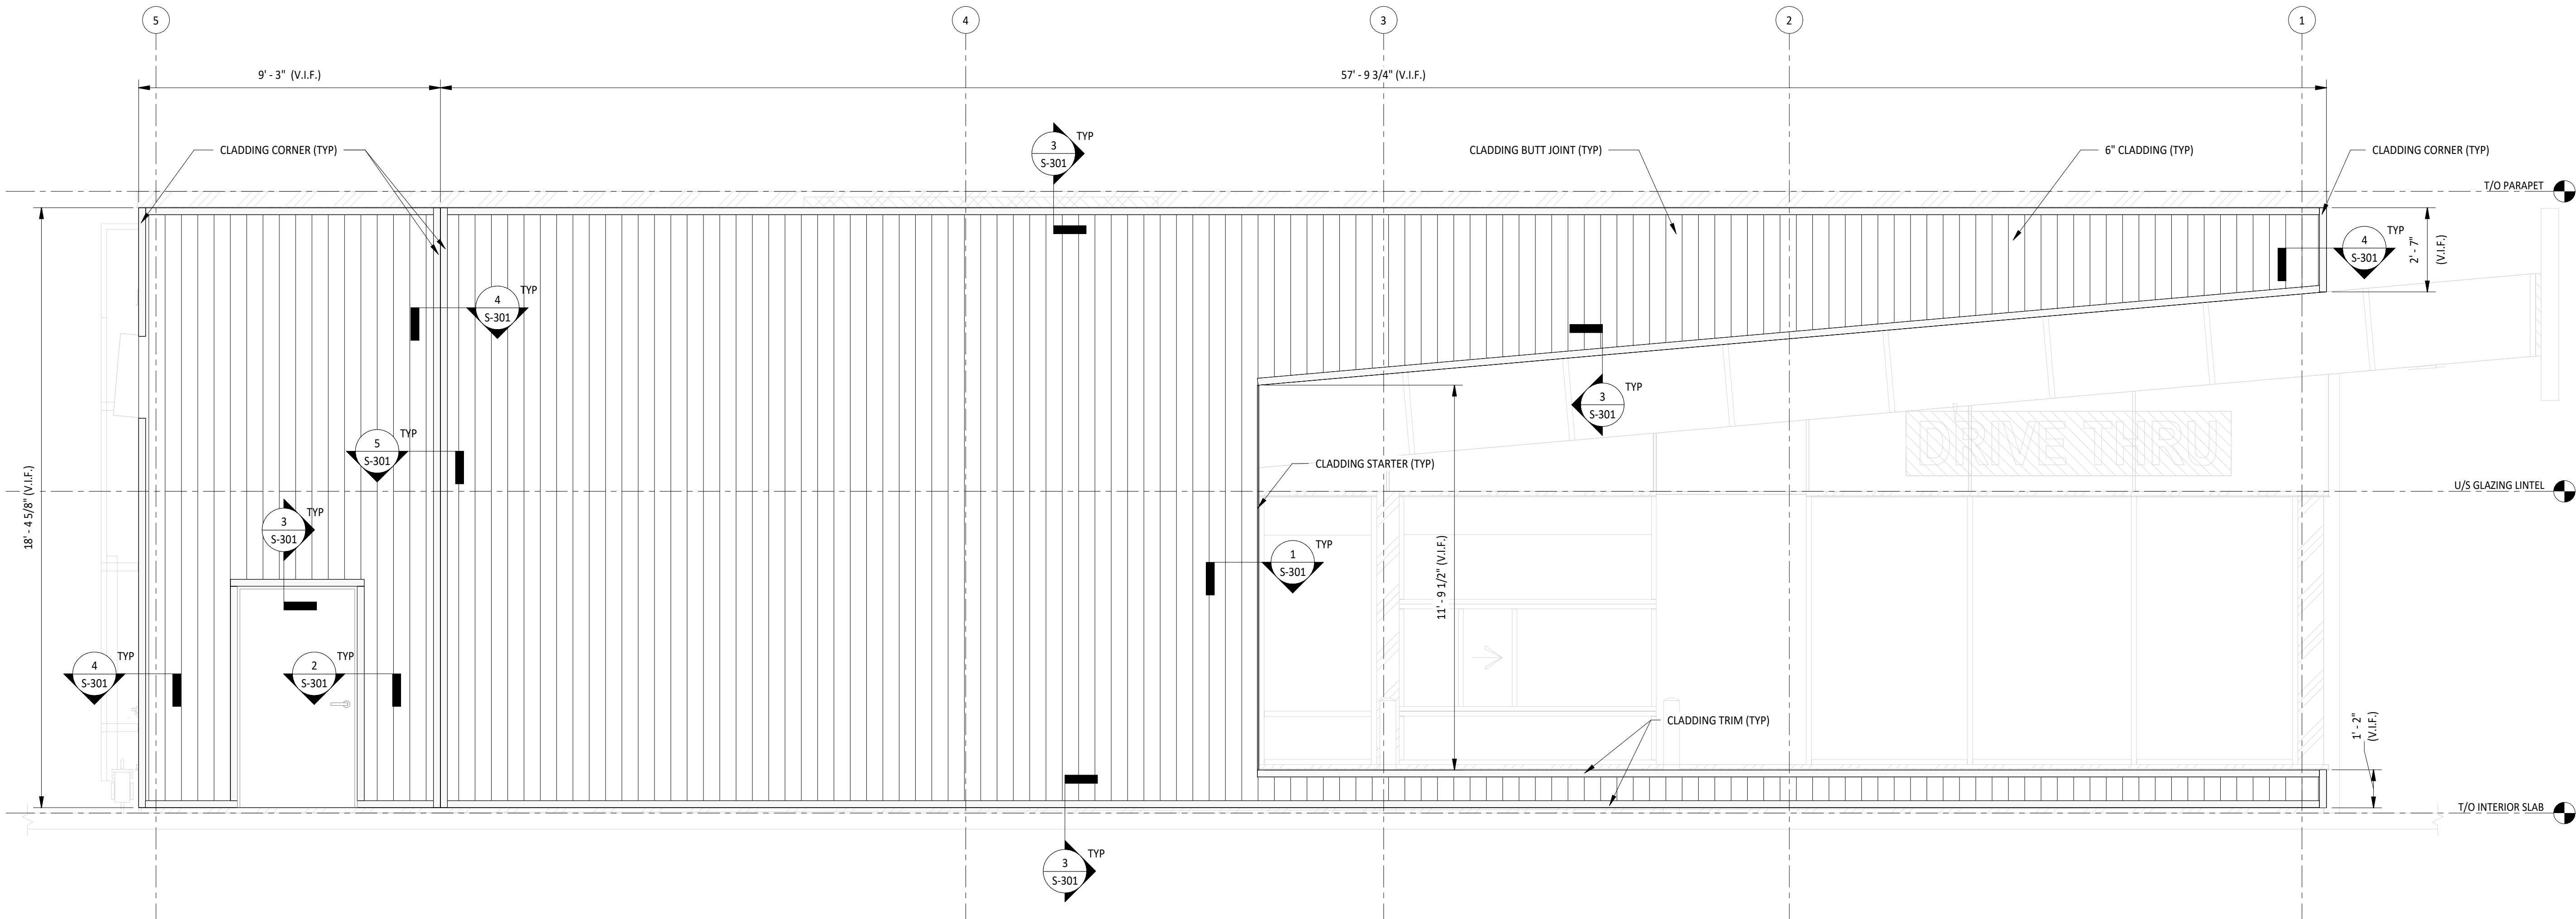 5
4
3
2
1
9' - 3" (V.I.F.)
57' - 9 3/4" (V.I.F.)
3
S-301
TYP
CLADDING CORNER (TYP)
CLADDING BUTT JOINT (TYP)
6" CLADDING (TYP)
CLADDING CORNER (TYP)
T/O PARAPET
4
S-301
TYP
2' - 7"
(V.I.F.)
4
S-301
TYP
3
S-301
TYP
5
S-301
TYP
DRIVE THRU
CLADDING STARTER (TYP)
18' - 4 5/8" (V.I.F.)
U/S GLAZING LINTEL
3
S-301
TYP
1
S-301
TYP
11' - 9 1/2" (V.I.F.)
4
S-301
TYP
2
S-301
TYP
CLADDING TRIM (TYP)
1' - 2"
(V.I.F.)
T/O INTERIOR SLAB
3
S-301
TYP